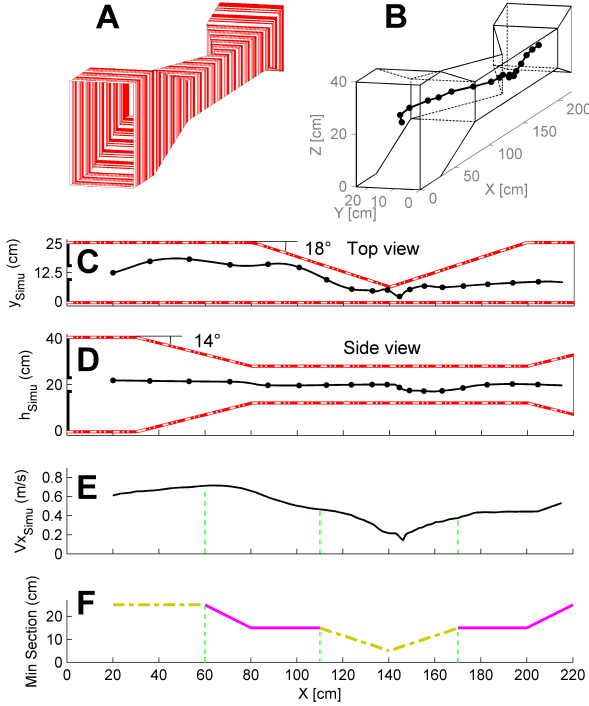 A
B
40
20
0
Z [cm]
20
10
0
Y [cm]
0
50
100
150
200
X [cm]
25
12.5
0
y_Simu (cm)
C
18°
Top view
40
20
0
h_Simu (cm)
D
14°
Side view
0.8
0.6
0.4
0.2
0
Vx_Simu (m/s)
E
20
10
0
Min Section (cm)
F
0 20 40 60 80 100 120 140 160 180 200 220
X [cm]